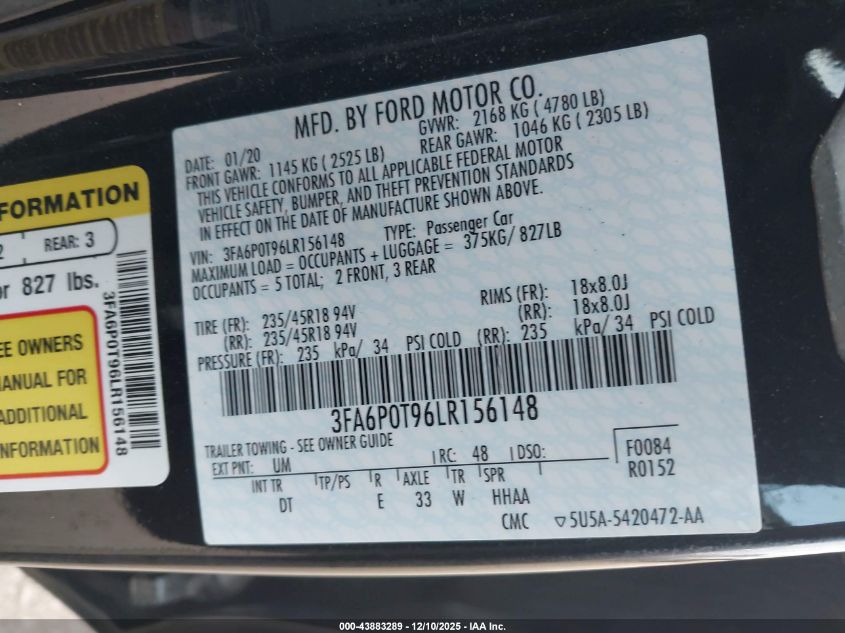 MFD. BY FORD MOTOR CO.
DATE: 01/20 GVWR: 2168 KG ( 4780 LB)
FRONT GAWR: 1145 KG ( 2525 LB) REAR GAWR: 1046 KG ( 2305 LB)
THIS VEHICLE CONFORMS TO ALL APPLICABLE FEDERAL MOTOR
VEHICLE SAFETY, BUMPER, AND THEFT PREVENTION STANDARDS
IN EFFECT ON THE DATE OF MANUFACTURE SHOWN ABOVE.
VIN: 3FA6P0T96LR156148 TYPE: Passenger Car
MAXIMUM LOAD = OCCUPANTS + LUGGAGE = 375KG/ 827LB
OCCUPANTS = 5 TOTAL; 2 FRONT, 3 REAR
TIRE (FR): 235/45R18 94V RIMS (FR): 18x8.0J
(RR): 235/45R18 94V (RR): 18x8.0J
PRESSURE (FR): 235 kPa/ 34 PSI COLD (RR): 235 kPa/ 34 PSI COLD
3FA6P0T96LR156148
TRAILER TOWING - SEE OWNER GUIDE
EXT PNT: UM RC: 48 DSO: F0084
R0152
INT TR TP/PS R AXLE TR SPR
DT E 33 W HHAA
CMC ▽5U5A-5420472-AA
FORMATION
2 REAR: 3
or 827 lbs.
EE OWNERS
MANUAL FOR
ADDITIONAL
INFORMATION
3FA6P0T96LR156148
000-43883289 - 12/10/2025 - IAA Inc.